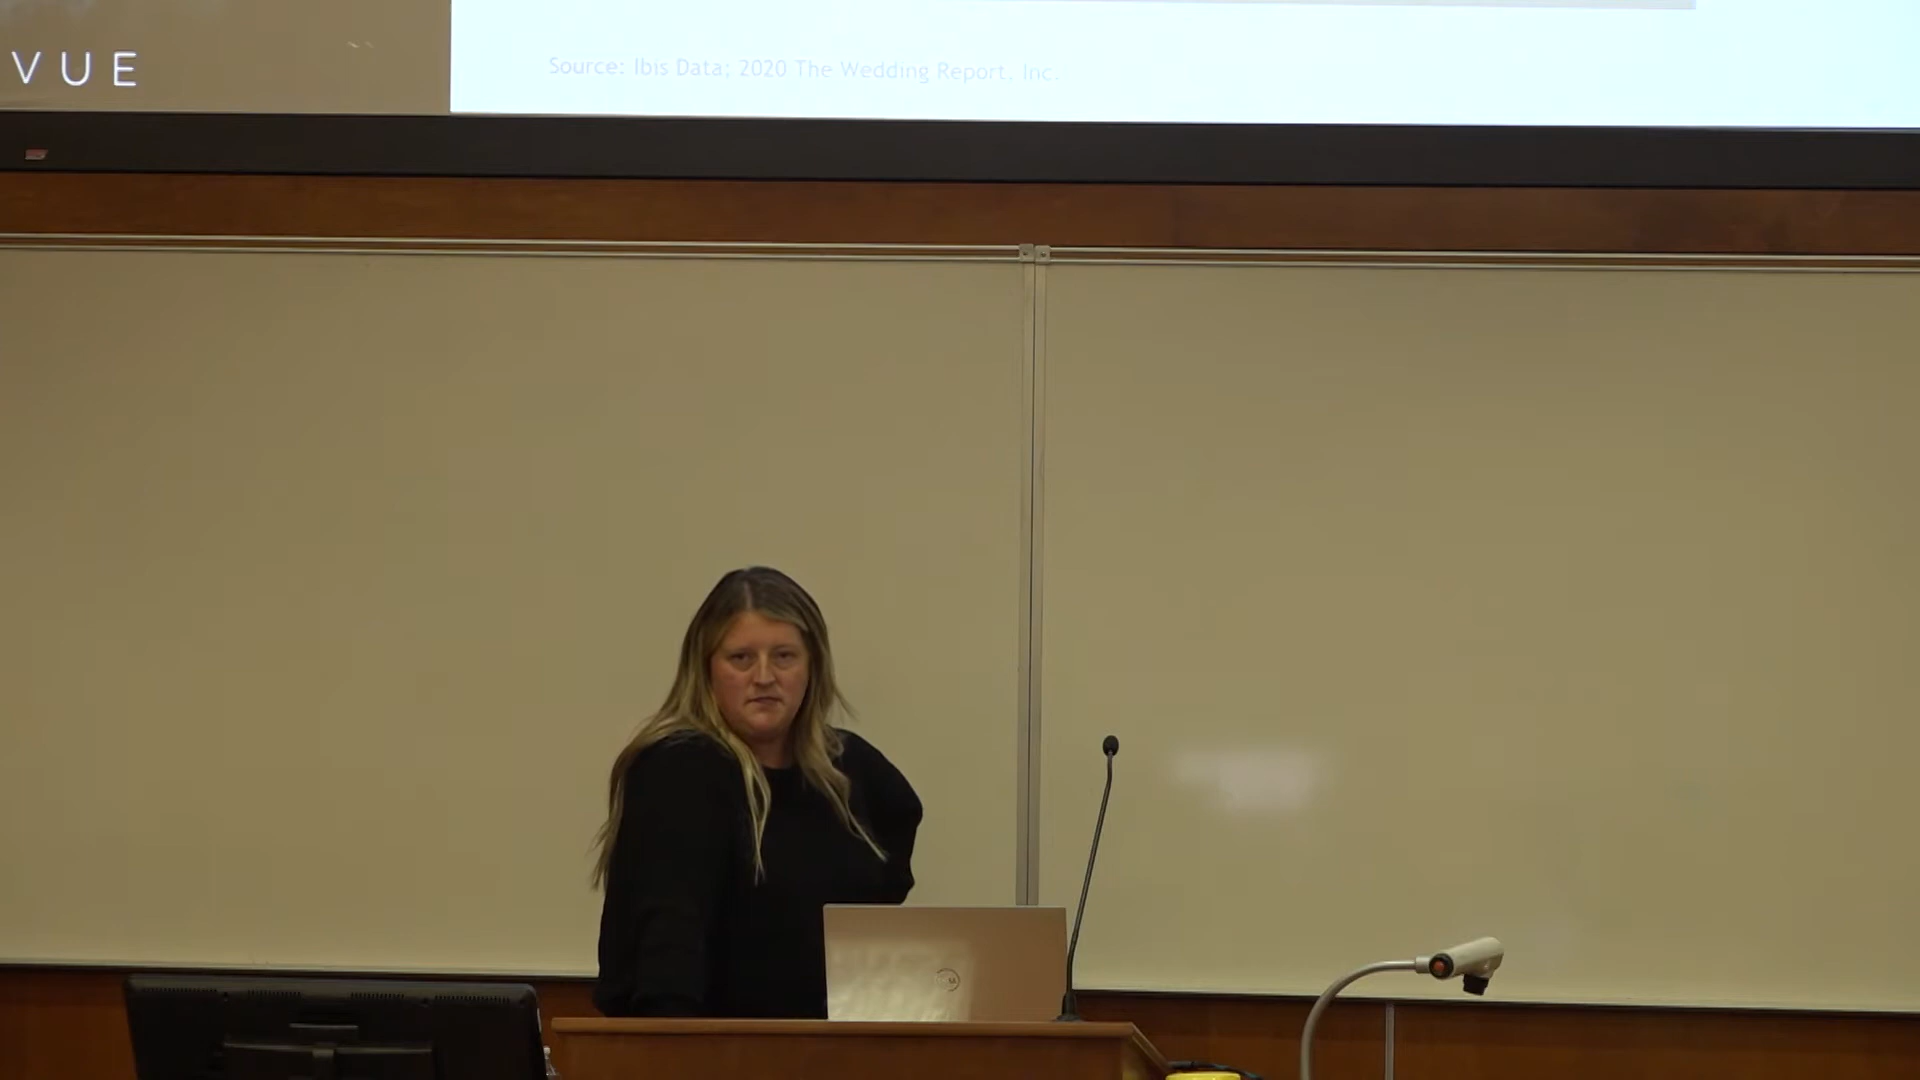 VUE
Source: Ibis Data; 2020 The Wedding Report, Inc.